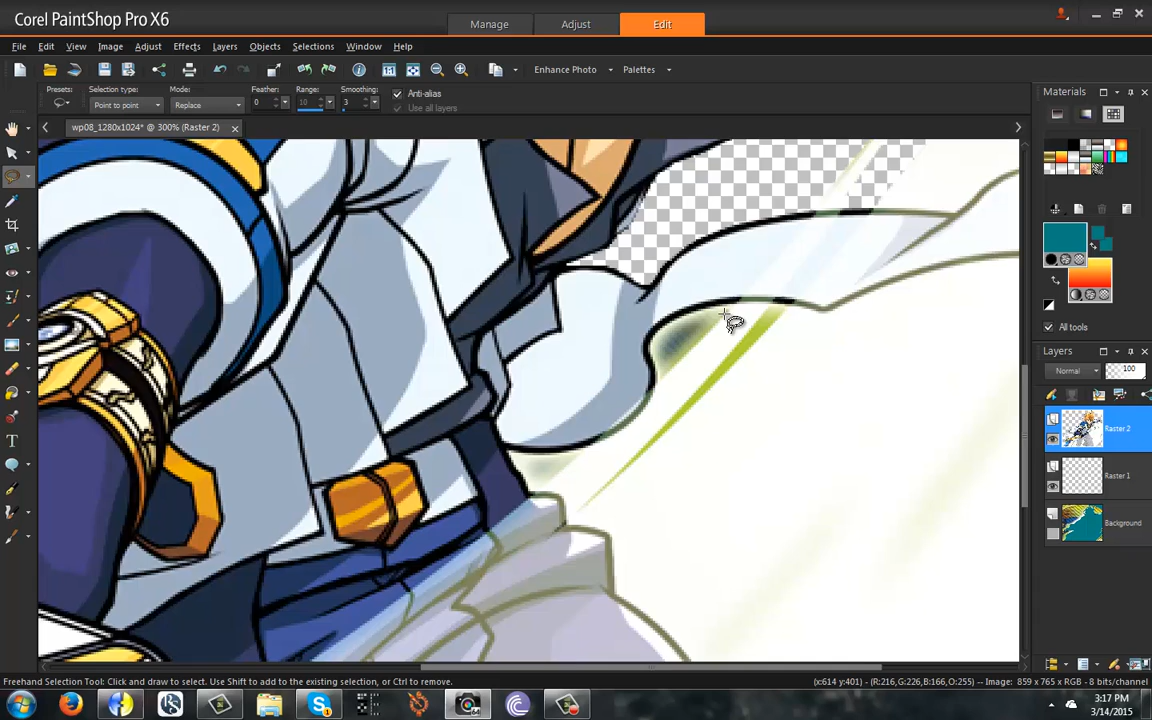 Corel PaintShop Pro X6
Manage
Adjust
Edit
File Edit View Image Adjust Effects Layers Objects Selections Window Help
Enhance Photo
Palettes
Presets:
Selection type:
Point to point
Mode:
Replace
Feather:
0
Range:
10
Smoothing:
3
Anti-alias
Use all layers
wp08_1280x1024* @ 300% (Raster 2)
Materials
All tools
Layers
Normal
100
Raster 2
Raster 1
Background
Freehand Selection Tool: Click and draw to select. Use Shift to add to the existing selection, or Ctrl to remove.
(x:614 y:401) -- (R:216,G:226,B:166,O:255) -- Image: 859 x 765 x RGB - 8 bits/channel
3:17 PM
3/14/2015